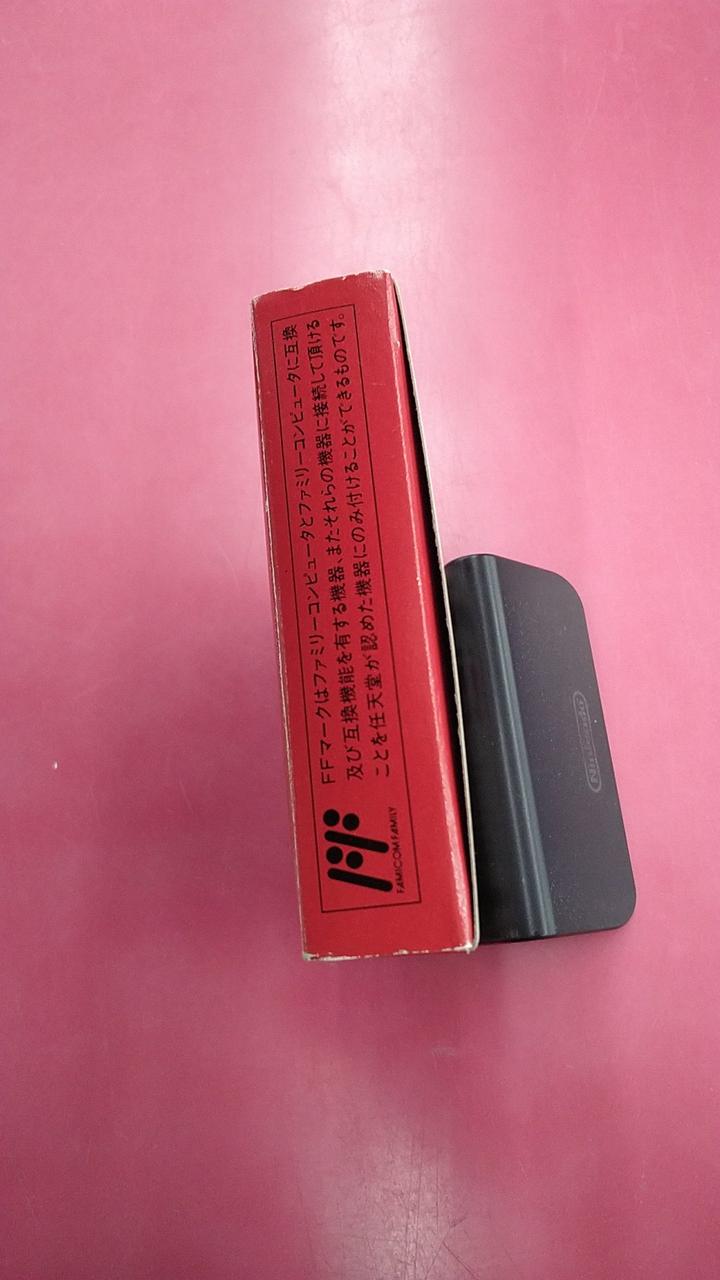 FFマークはファミリーコンピュータとファミリーコンピュータに互換
及び互換機能を有する機器、またそれらの機器に接続して頂ける
ことを任天堂が認めた機器にのみ付けることができるものです。
FF
FAMICOM FAMILY
Nintendo